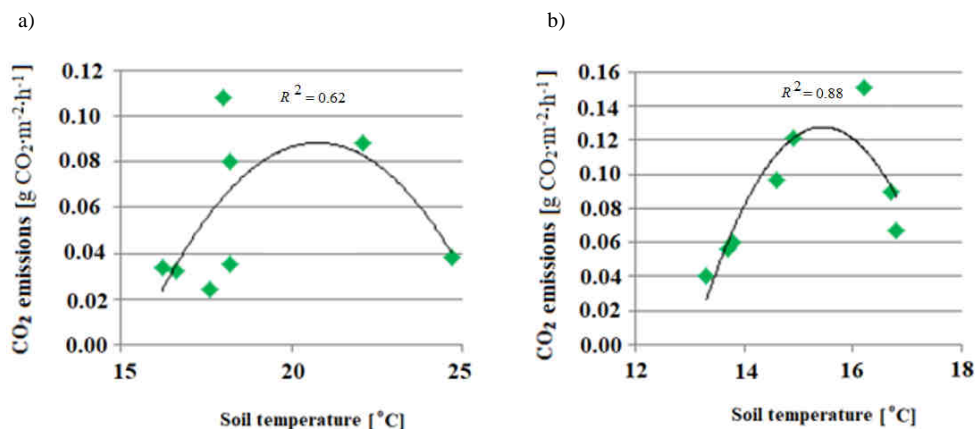 a)
CO₂ emissions [g CO₂·m⁻²·h⁻¹]
0.12
0.10
0.08
0.06
0.04
0.02
0.00
R² = 0.62
15
20
25
Soil temperature [°C]
b)
CO₂ emissions [g CO₂·m⁻²·h⁻¹]
0.16
0.14
0.12
0.10
0.08
0.06
0.04
0.02
0.00
R² = 0.88
12
14
16
18
Soil temperature [°C]